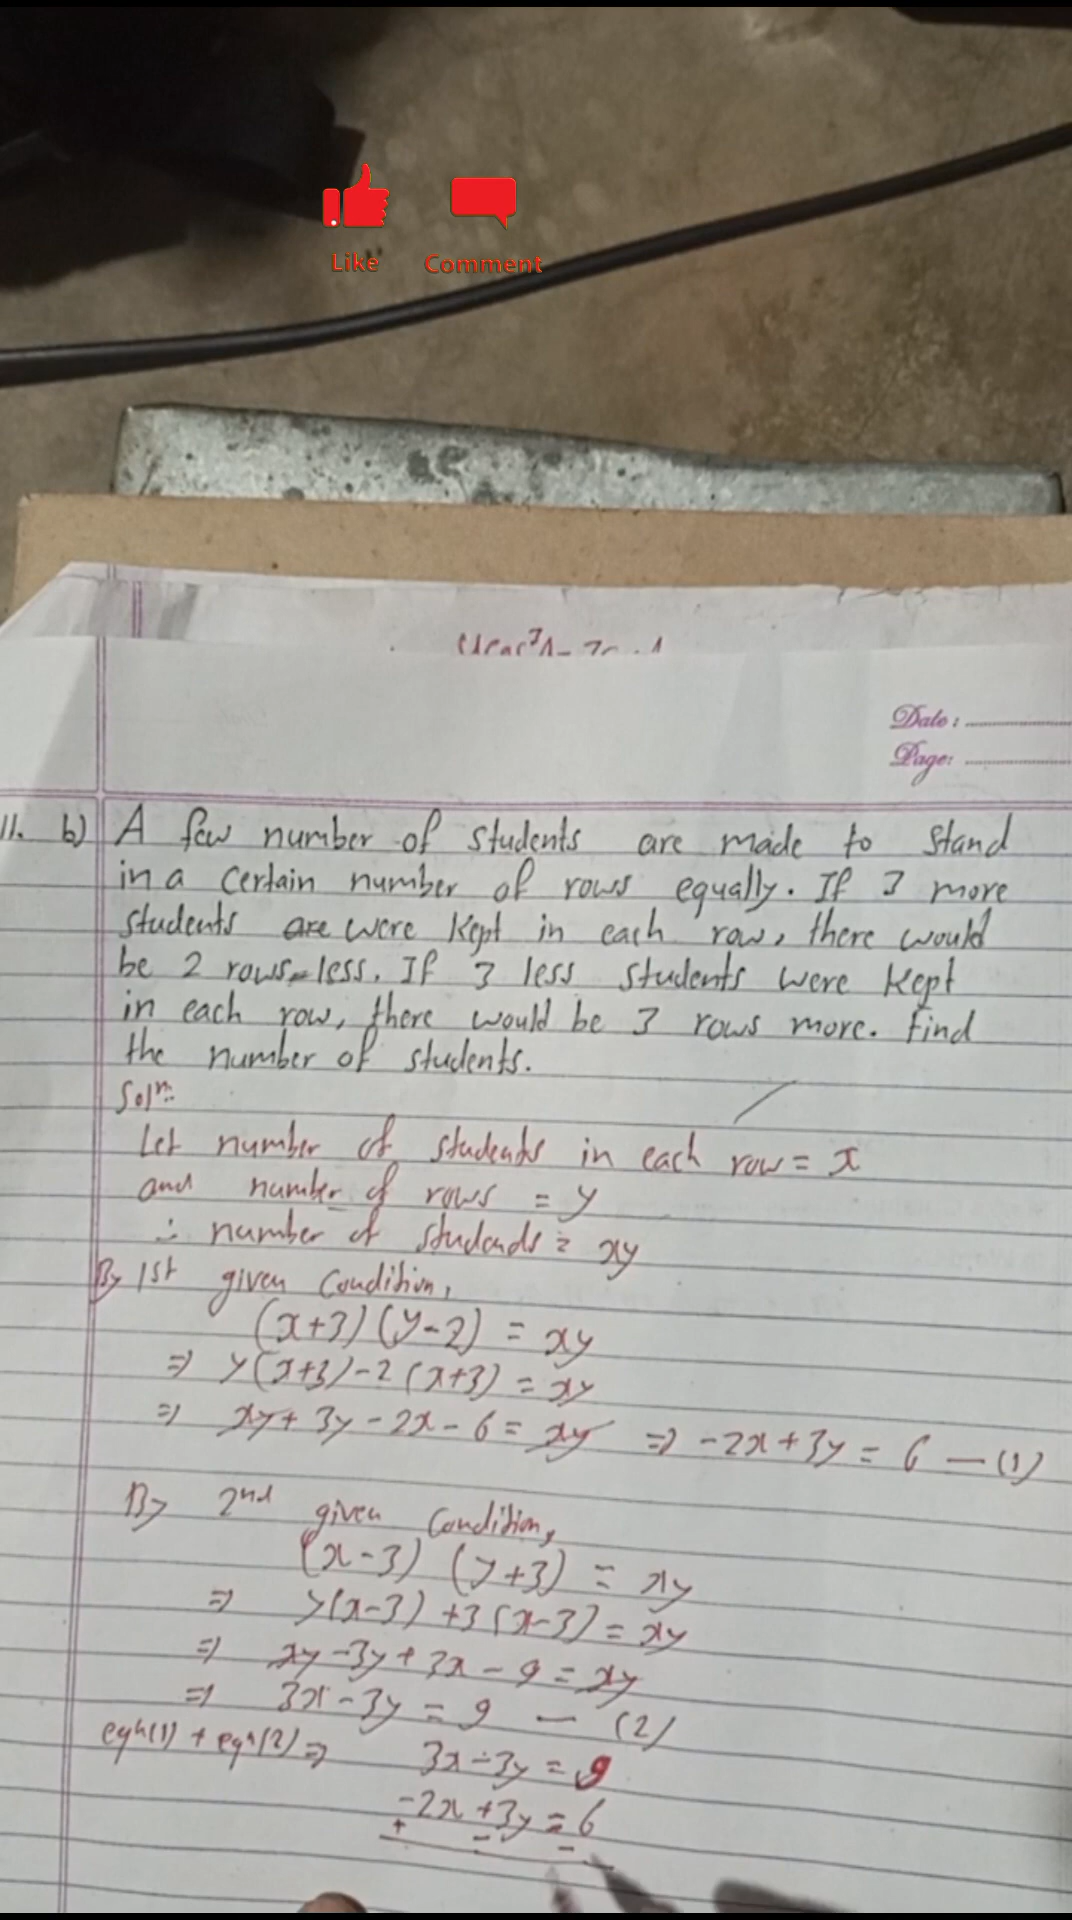 Like
Comment
Date:
Page:
11. b) A few number of students are made to stand
in a certain number of rows equally. If 3 more
students are were kept in each row, there would
be 2 rows less. If 3 less students were kept
in each row, there would be 3 rows more. Find
the number of students.
Solⁿ:
Let number of students in each row = x
and number of rows = y
∴ number of students = xy
By 1st given Condition,
(x+3) (y-2) = xy
⇒ y(x+3)-2(x+3) = xy
⇒ xy+3y-2x-6 = xy ⇒ -2x+3y = 6 —(1)
By 2nd given Condition,
(x-3) (y+3) = xy
⇒ y(x-3)+3(x-3) = xy
⇒ xy-3y+3x-9 = xy
⇒ 3x-3y = 9 — (2)
eqⁿ(1) + eqⁿ(2) ⇒ 3x-3y = 9
-2x+3y = 6
+ - -